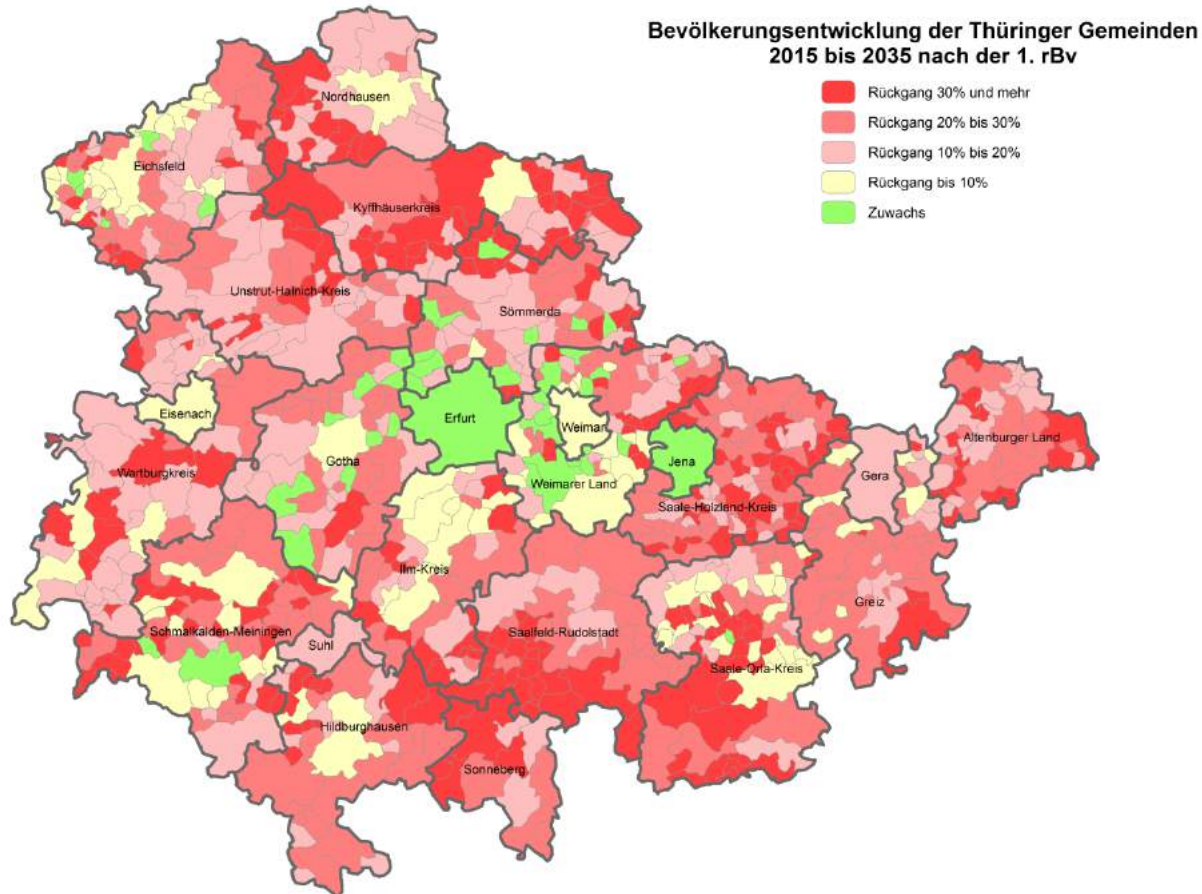 Bevölkerungsentwicklung der Thüringer Gemeinden
2015 bis 2035 nach der 1. rBv
Rückgang 30% und mehr
Rückgang 20% bis 30%
Rückgang 10% bis 20%
Rückgang bis 10%
Zuwachs
Nordhausen
Eichsfeld
Kyffhäuserkreis
Unstrut-Hainich-Kreis
Sömmerda
Eisenach
Erfurt
Weimar
Altenburger Land
Gotha
Jena
Wartburgkreis
Gera
Weimarer Land
Saale-Holzland-Kreis
Ilm-Kreis
Greiz
Schmalkalden-Meiningen
Saalfeld-Rudolstadt
Suhl
Saale-Orla-Kreis
Hildburghausen
Sonneberg